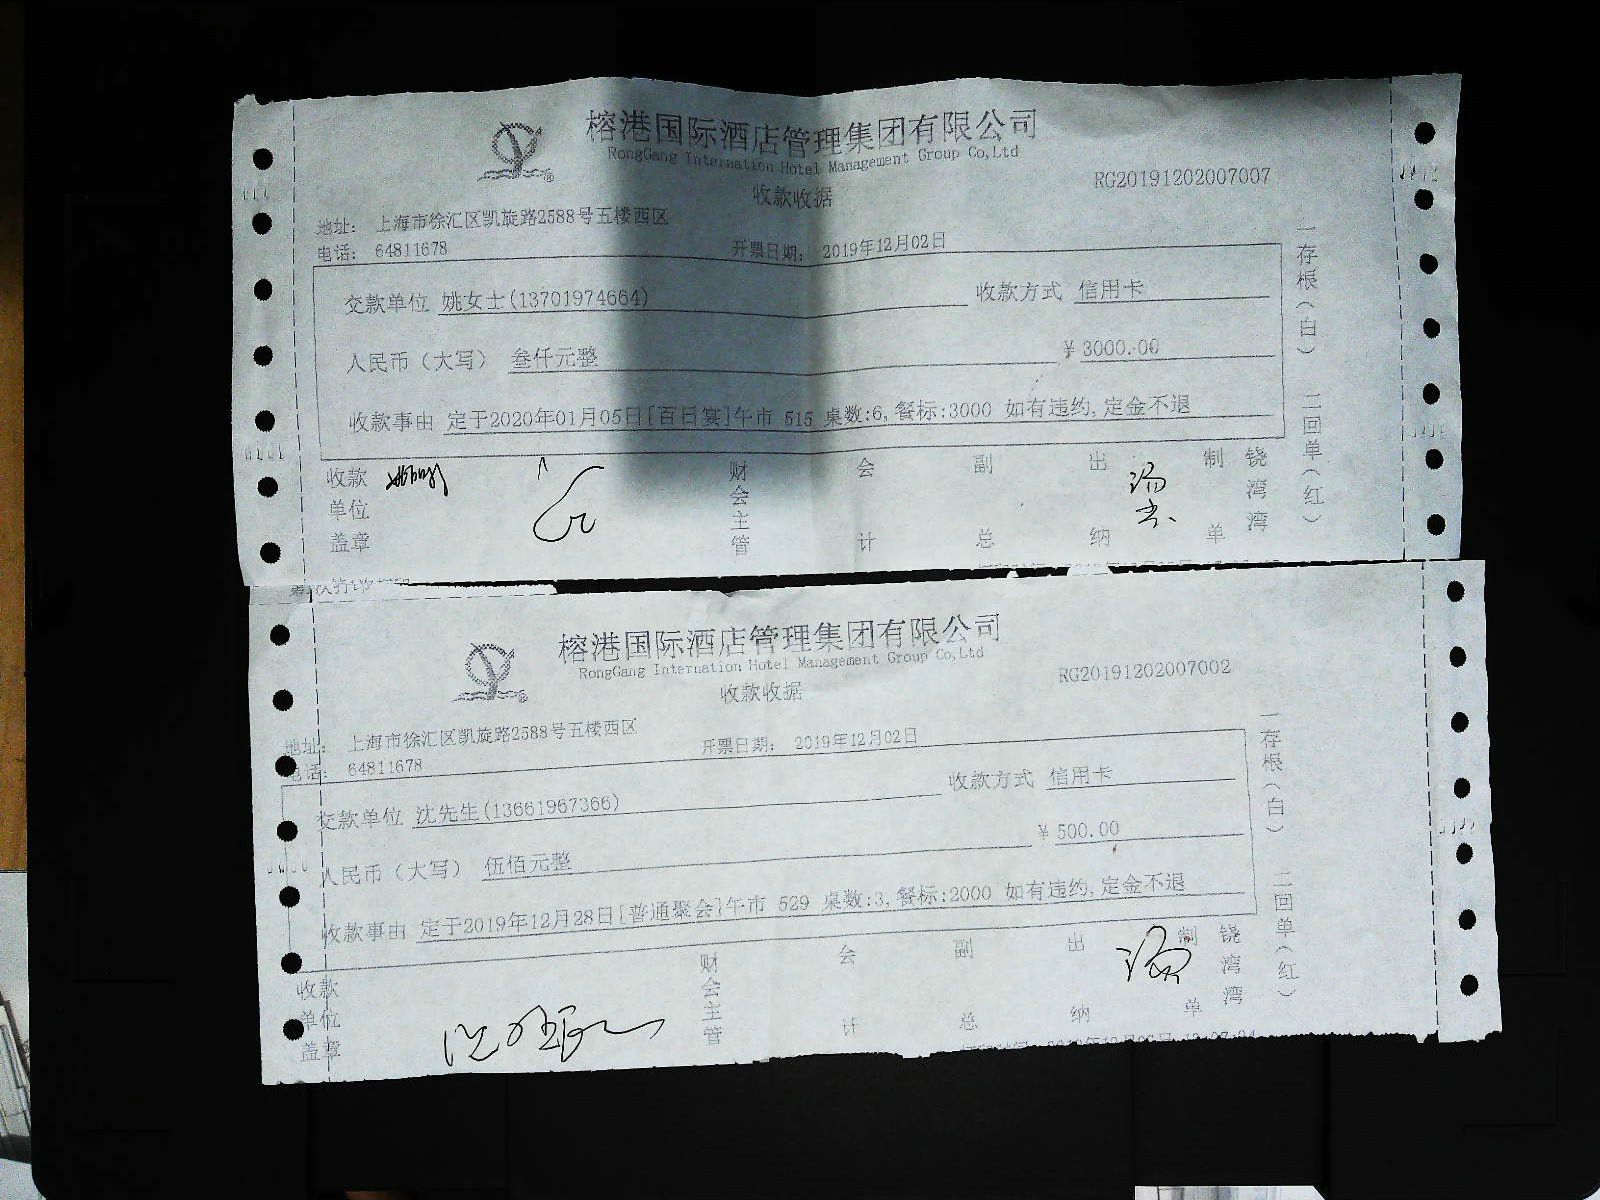 榕港国际酒店管理集团有限公司
RongGang Internation Hotel Management Group Co,Ltd
收款收据
RG20191202007007
地址： 上海市徐汇区凯旋路2588号五楼西区
电话： 64811678
开票日期： 2019年12月02日
交款单位 姚女士(13701974664) 收款方式 信用卡
人民币（大写） 叁仟元整 ¥ 3000.00
收款事由 定于2020年01月05日[百日宴]午市 515 桌数:6,餐标:3000 如有违约,定金不退
收款单位盖章 财会主管 会计 副总 出纳 制单 铙湾湾
一存根（白） 二回单（红）
榕港国际酒店管理集团有限公司
RongGang Internation Hotel Management Group Co,Ltd
收款收据
RG20191202007002
地址： 上海市徐汇区凯旋路2588号五楼西区
电话： 64811678
开票日期： 2019年12月02日
交款单位 沈先生(13661967366) 收款方式 信用卡
人民币（大写） 伍佰元整 ¥ 500.00
收款事由 定于2019年12月28日[普通聚会]午市 529 桌数:3,餐标:2000 如有违约,定金不退
收款单位盖章 财会主管 会计 副总 出纳 制单 铙湾湾
一存根（白） 二回单（红）